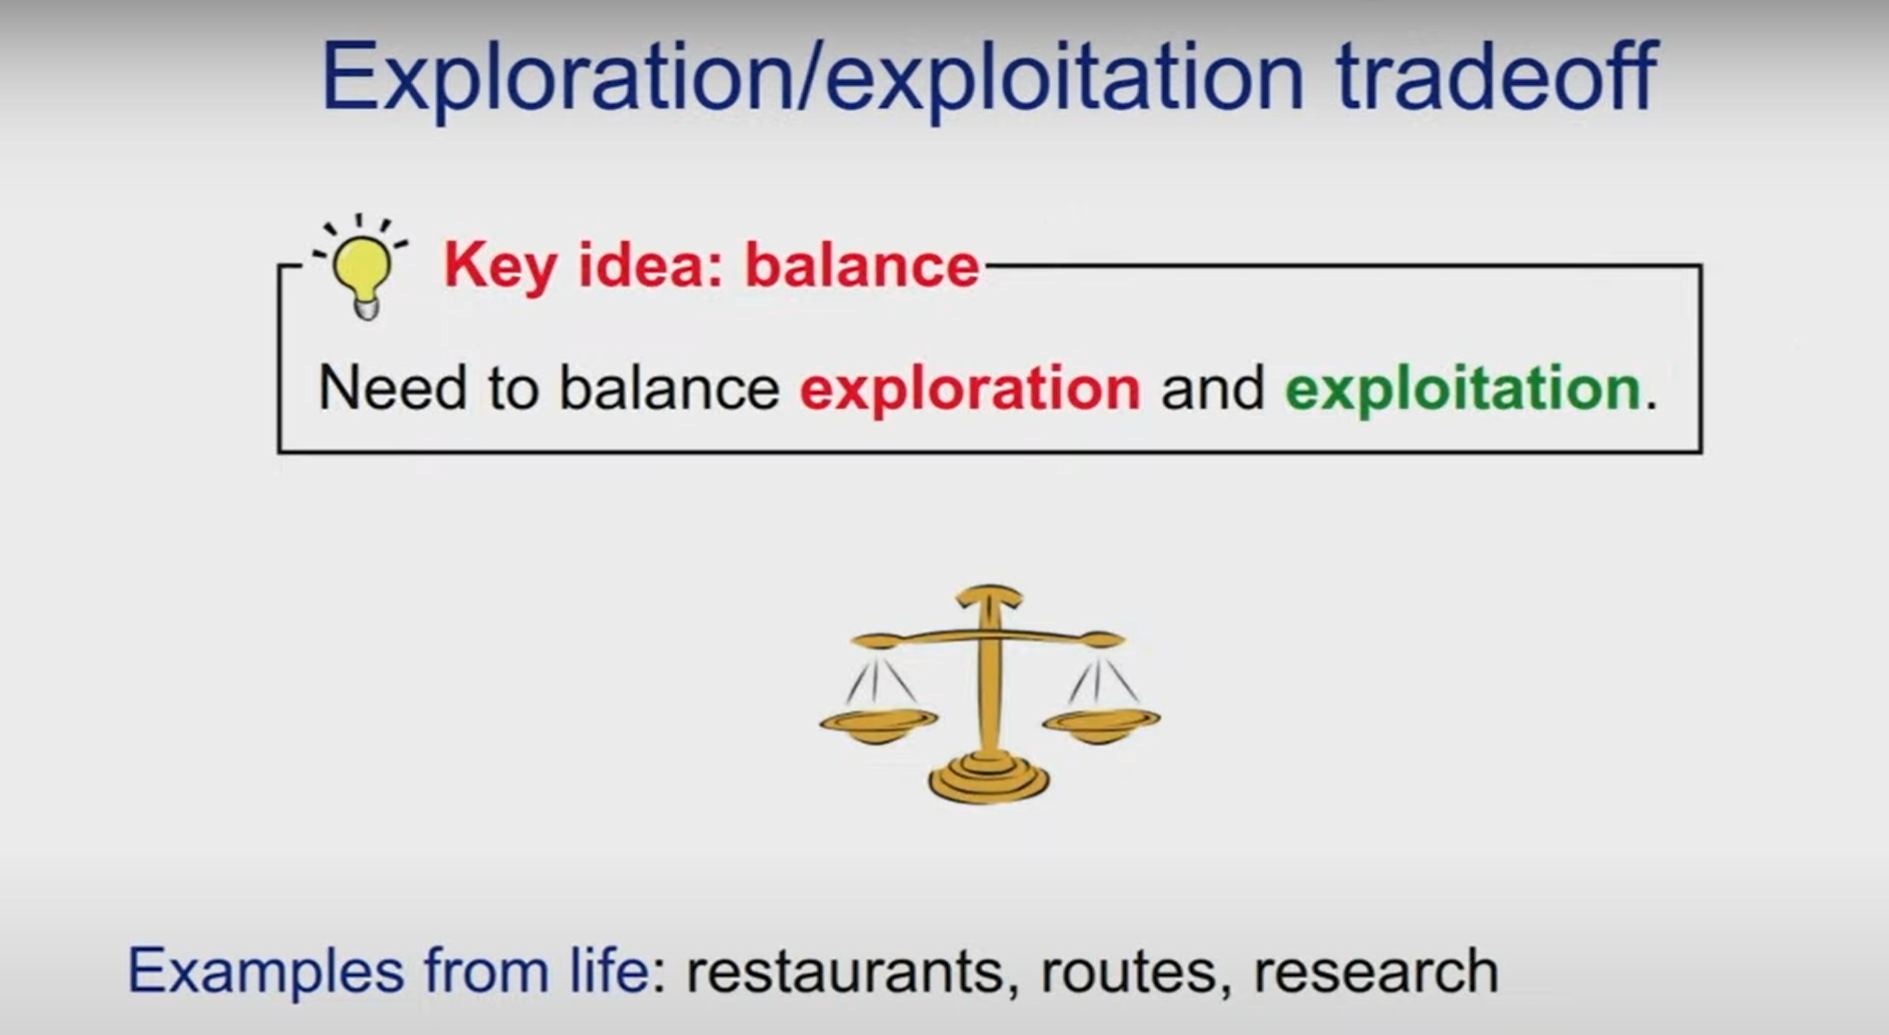 Exploration/exploitation tradeoff
Key idea: balance
Need to balance exploration and exploitation.
Examples from life: restaurants, routes, research